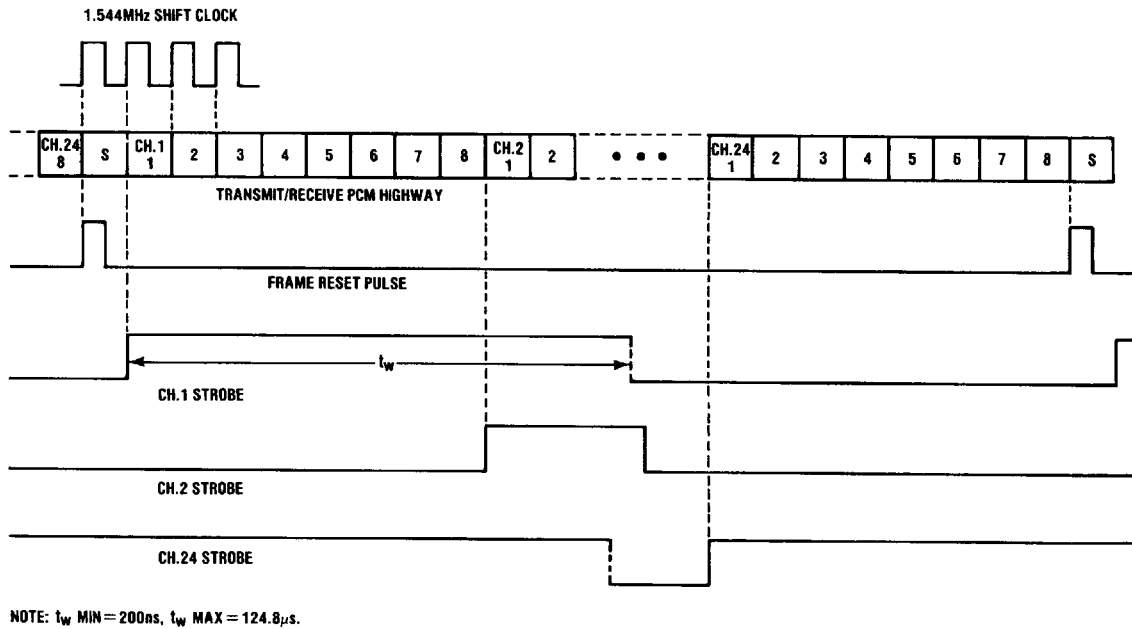 1.544MHz SHIFT CLOCK
CH.24 8 S CH.1 1 2 3 4 5 6 7 8 CH.2 1 2 • • • CH.24 1 2 3 4 5 6 7 8 S
TRANSMIT/RECEIVE PCM HIGHWAY
FRAME RESET PULSE
tw
CH.1 STROBE
CH.2 STROBE
CH.24 STROBE
NOTE: tw MIN = 200ns, tw MAX = 124.8μs.